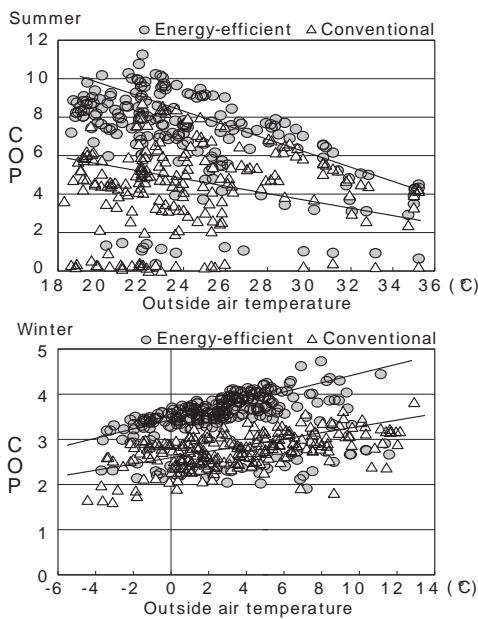 Summer
Energy-efficient Conventional
12
10
8
6
4
2
0
COP
18 20 22 24 26 28 30 32 34 36 (℃)
Outside air temperature
Winter
Energy-efficient Conventional
5
4
3
2
1
0
COP
-6 -4 -2 0 2 4 6 8 10 12 14 (℃)
Outside air temperature